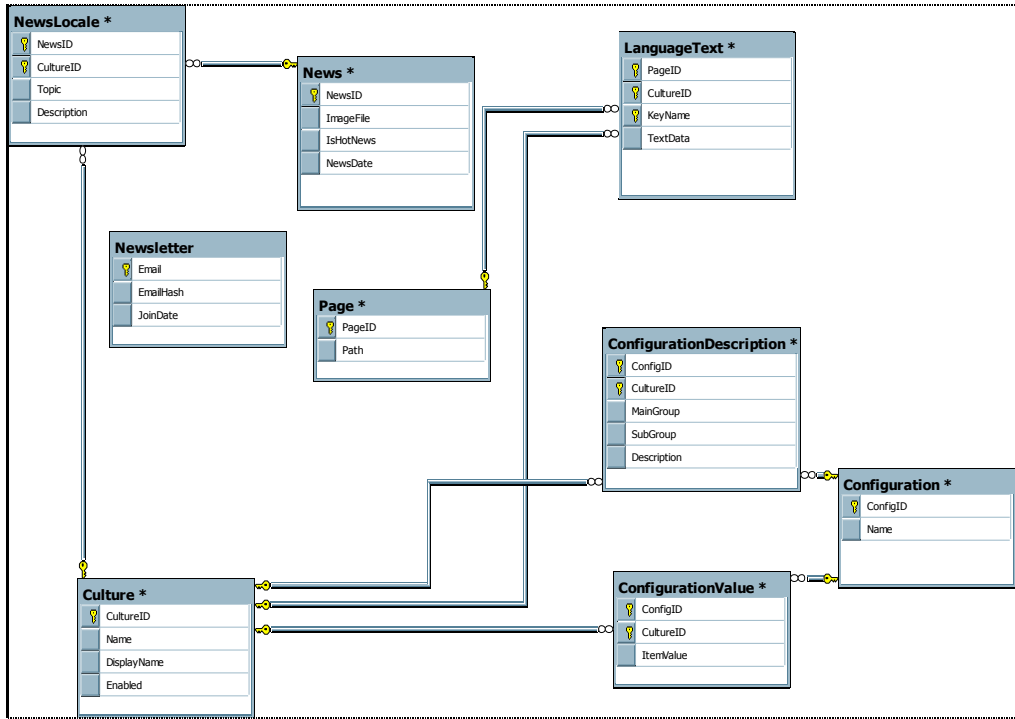 NewsLocale *
NewsID
CultureID
Topic
Description
News *
NewsID
ImageFile
IsHotNews
NewsDate
LanguageText *
PageID
CultureID
KeyName
TextData
Newsletter
Email
EmailHash
JoinDate
Page *
PageID
Path
ConfigurationDescription *
ConfigID
CultureID
MainGroup
SubGroup
Description
Configuration *
ConfigID
Name
Culture *
CultureID
Name
DisplayName
Enabled
ConfigurationValue *
ConfigID
CultureID
ItemValue